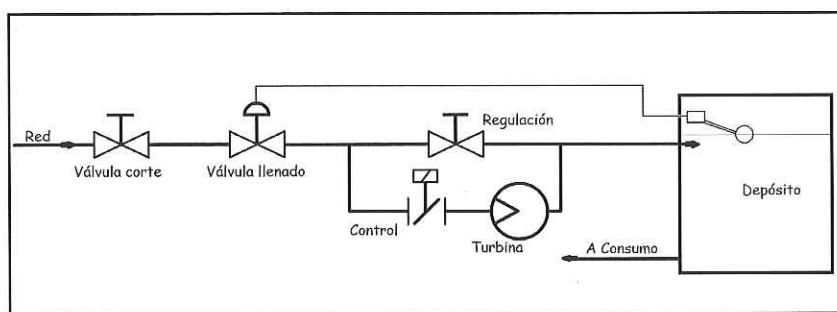 Red
Válvula corte
Válvula llenado
Regulación
Control
Turbina
A Consumo
Depósito